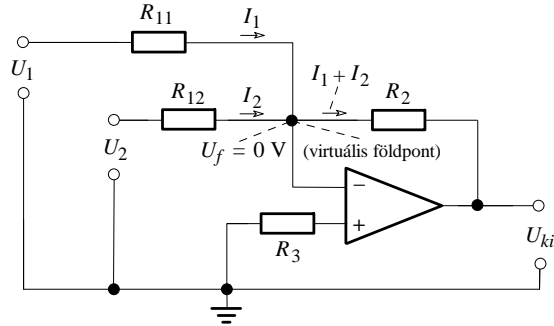 R11 I1
U1
R12 I2 I1 + I2 R2
U2
Uf = 0 V (virtuális földpont)
−
+
R3
Uki